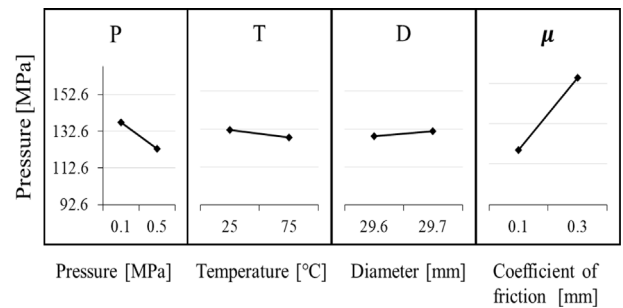 P T D μ
Pressure [MPa]
152.6
132.6
112.6
92.6
0.1 0.5 25 75 29.6 29.7 0.1 0.3
Pressure [MPa] Temperature [°C] Diameter [mm] Coefficient of
friction [mm]